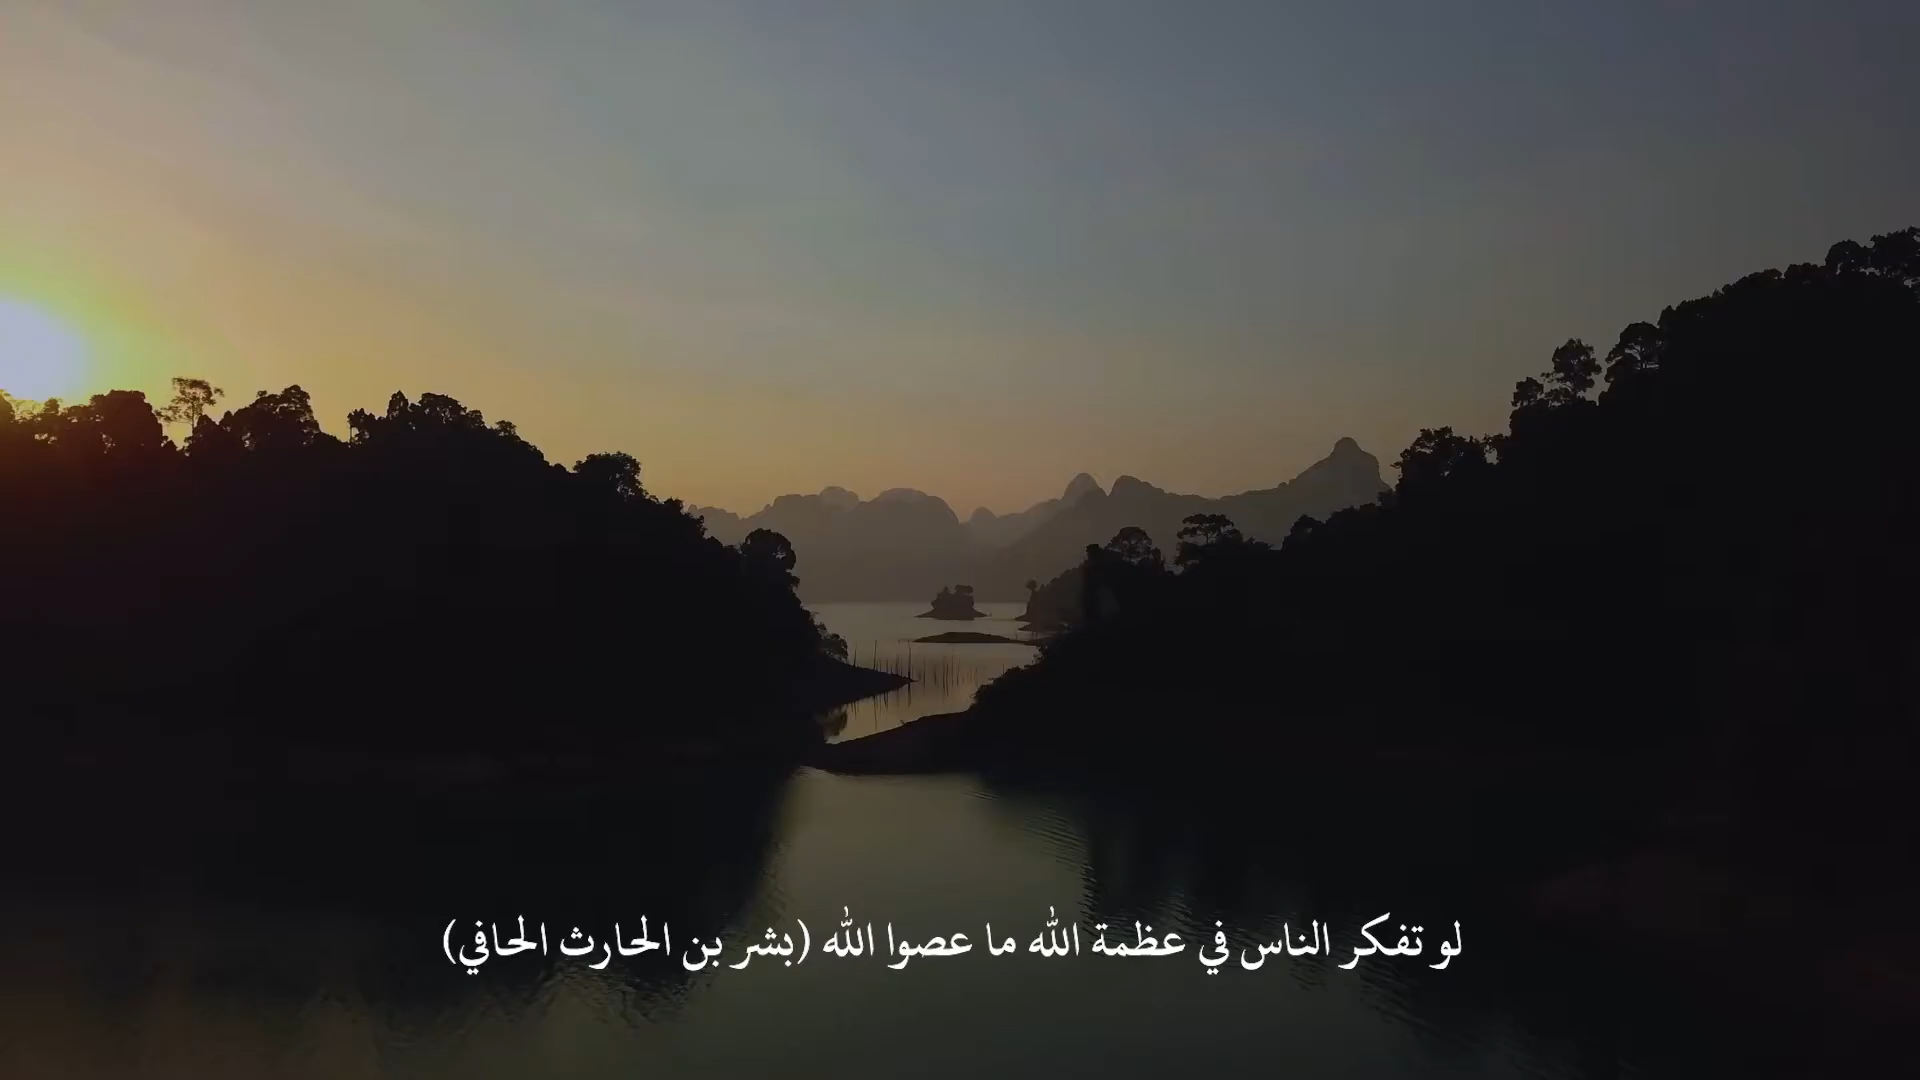 لو تفكر الناس في عظمة الله ما عصوا الله (بشر بن الحارث الحافي)